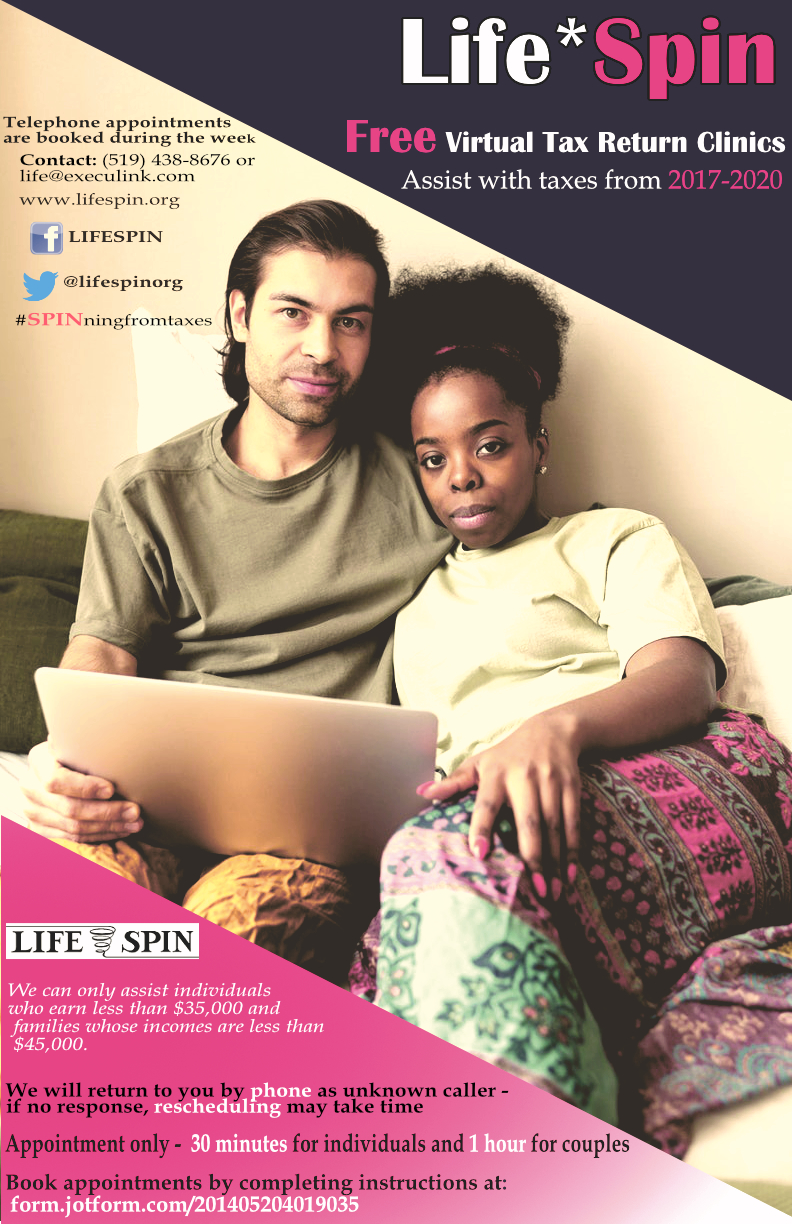 Life*Spin
Free Virtual Tax Return Clinics
Assist with taxes from 2017-2020
Telephone appointments
are booked during the week
Contact: (519) 438-8676 or
life@execulink.com
www.lifespin.org
f LIFESPIN
@lifespinorg
#SPINningfromtaxes
LIFE SPIN
We can only assist individuals
who earn less than $35,000 and
families whose incomes are less than
$45,000.
We will return to you by phone as unknown caller -
if no response, rescheduling may take time
Appointment only - 30 minutes for individuals and 1 hour for couples
Book appointments by completing instructions at:
form.jotform.com/201405204019035